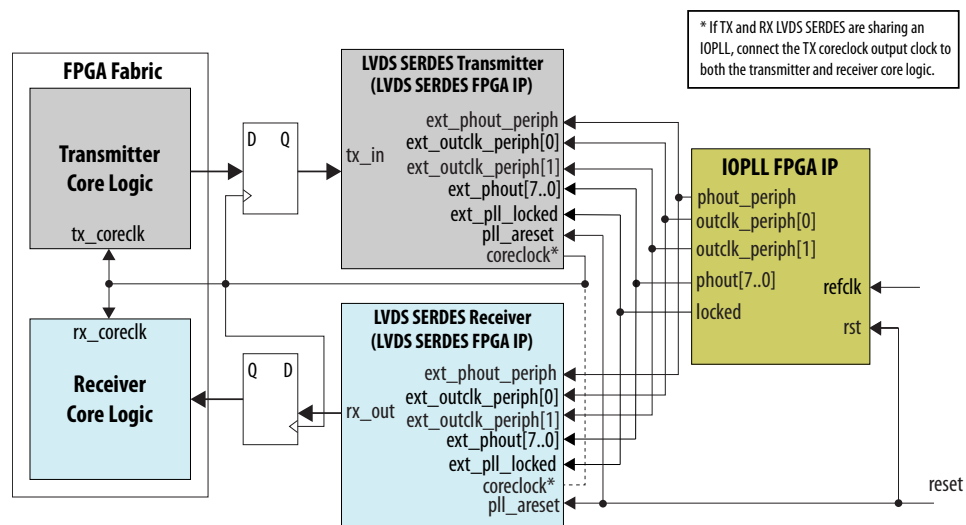 * If TX and RX LVDS SERDES are sharing an
IOPLL, connect the TX coreclock output clock to
both the transmitter and receiver core logic.
FPGA Fabric
Transmitter
Core Logic
tx_coreclk
rx_coreclk
Receiver
Core Logic
D Q
Q D
LVDS SERDES Transmitter
(LVDS SERDES FPGA IP)
tx_in
ext_phout_periph
ext_outclk_periph[0]
ext_outclk_periph[1]
ext_phout[7..0]
ext_pll_locked
pll_areset
coreclock*
LVDS SERDES Receiver
(LVDS SERDES FPGA IP)
rx_out
ext_phout_periph
ext_outclk_periph[0]
ext_outclk_periph[1]
ext_phout[7..0]
ext_pll_locked
coreclock*
pll_areset
IOPLL FPGA IP
phout_periph
outclk_periph[0]
outclk_periph[1]
phout[7..0]
locked
refclk
rst
reset